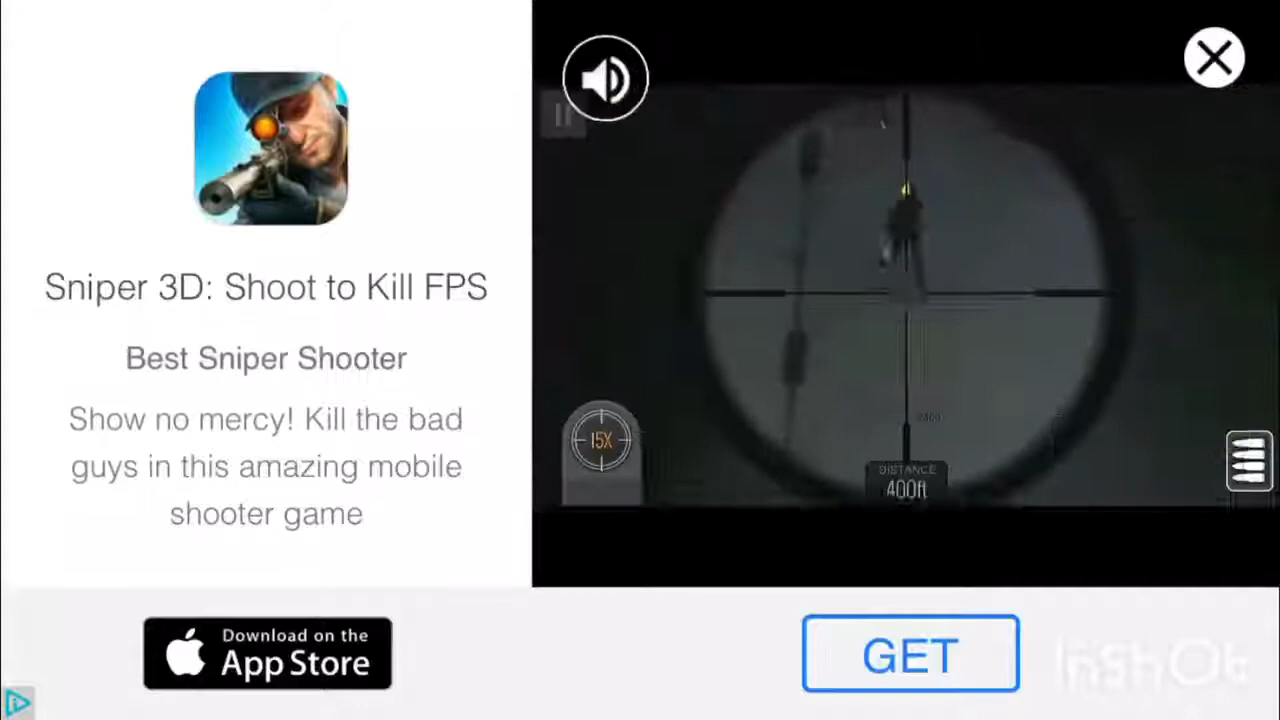 Sniper 3D: Shoot to Kill FPS
Best Sniper Shooter
Show no mercy! Kill the bad
guys in this amazing mobile
shooter game
15X
DISTANCE
400ft
Download on the
App Store
GET
InShOt